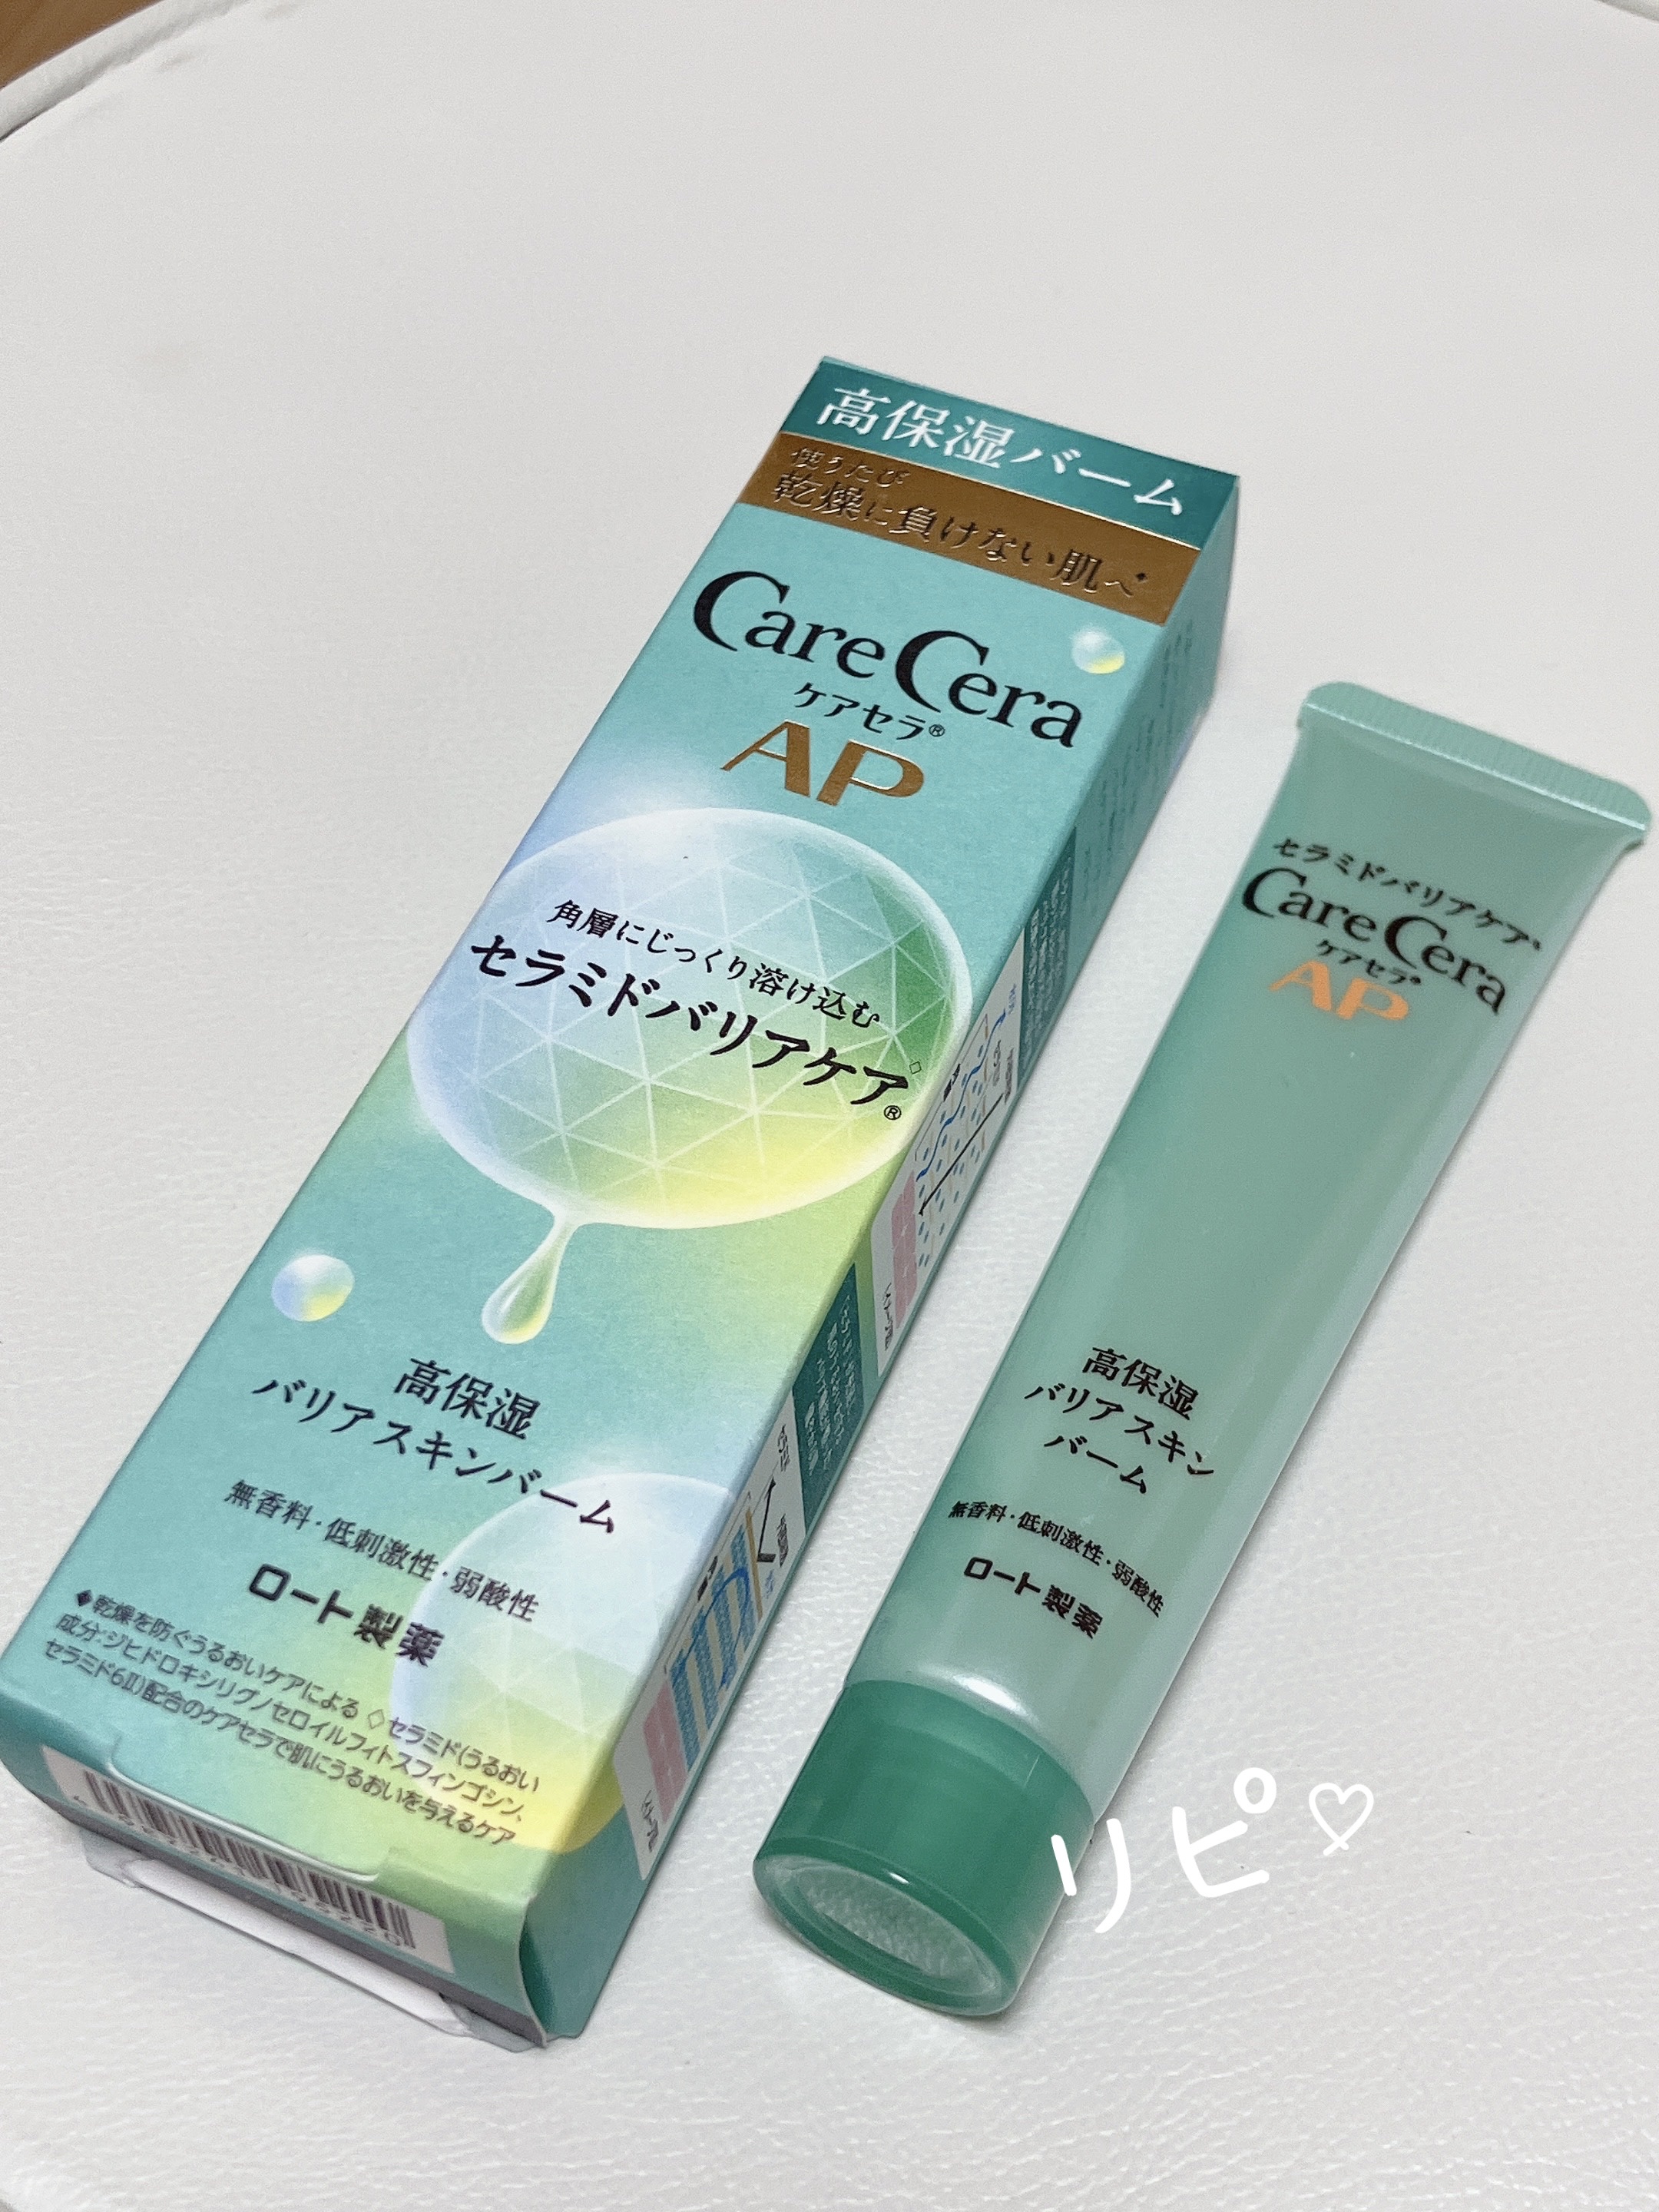 高保湿バーム
使うたび
乾燥に負けない肌へ◆
CareCera
ケアセラ®
AP
角層にじっくり溶け込む
セラミドバリアケア◇®
高保湿
バリアスキンバーム
無香料・低刺激性・弱酸性
ロート製薬
◆乾燥を防ぐうるおいケアによる ◇セラミド(うるおい
成分:ジヒドロキシリグノセロイルフィトスフィンゴシン、
セラミド6Ⅱ)配合のケアセラで肌にうるおいを与えるケア
セラミドバリアケア
CareCera
ケアセラ®
AP
高保湿
バリアスキン
バーム
無香料・低刺激性・弱酸性
ロート製薬
リピ♡